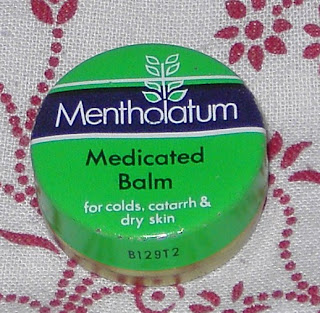 Mentholatum
Medicated
Balm
for colds, catarrh &
dry skin
B129T2